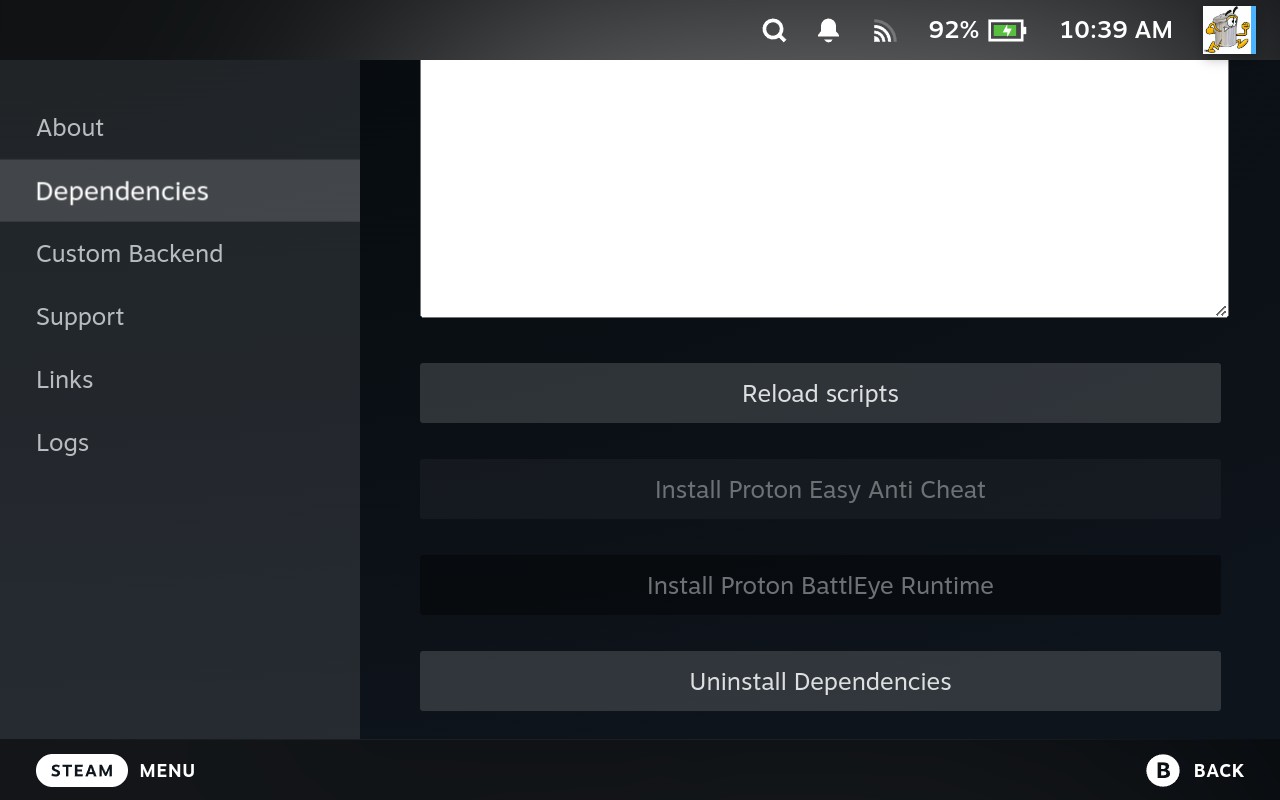 92%
10:39 AM
About
Dependencies
Custom Backend
Support
Links
Logs
Reload scripts
Install Proton Easy Anti Cheat
Install Proton BattlEye Runtime
Uninstall Dependencies
STEAM MENU
B BACK